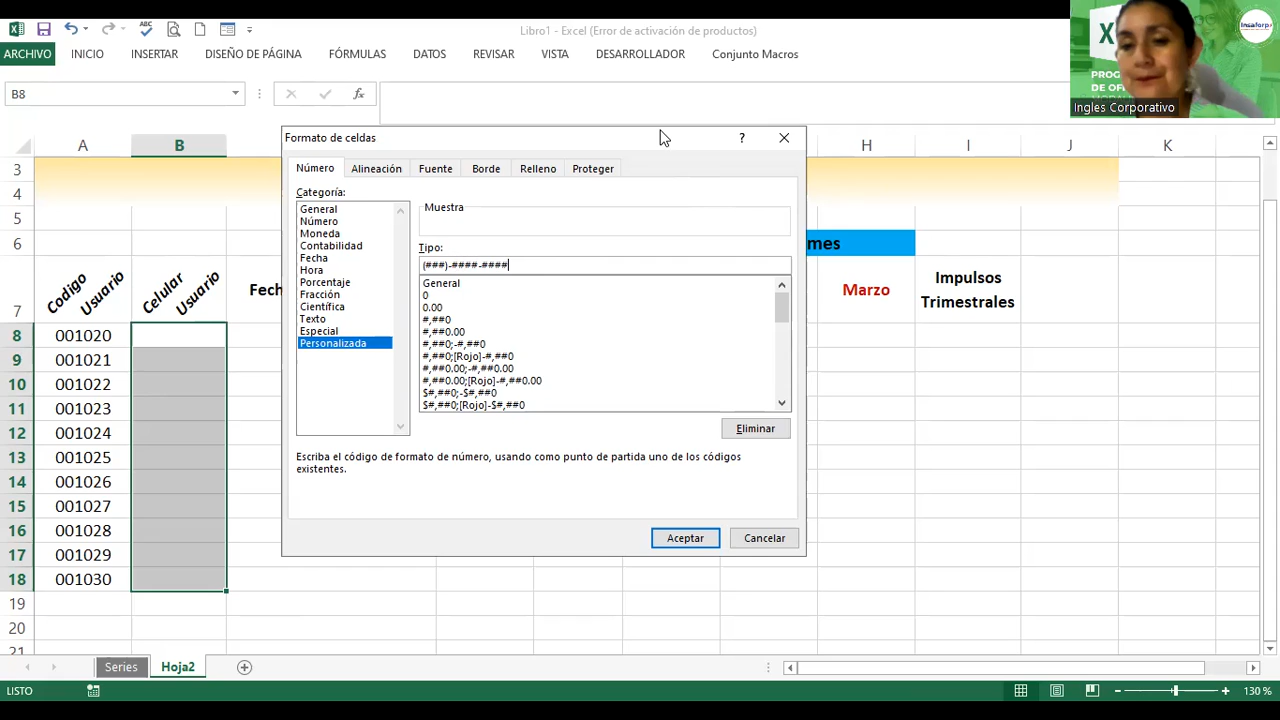 Libro1 - Excel (Error de activación de productos)
ARCHIVO INICIO INSERTAR DISEÑO DE PÁGINA FÓRMULAS DATOS REVISAR VISTA DESARROLLADOR Conjunto Macros
PROG
DE OFI
Insaforp
Ingles Corporativo
B8
fx
A B H I J K
Formato de celdas
?
Número Alineación Fuente Borde Relleno Proteger
Categoría:
General
Número
Moneda
Contabilidad
Fecha
Hora
Porcentaje
Fracción
Científica
Texto
Especial
Personalizada
Muestra
Tipo:
(###)-####-####
General
0
0.00
#,##0
#,##0.00
#,##0;-#,##0
#,##0;[Rojo]-#,##0
#,##0.00;-#,##0.00
#,##0.00;[Rojo]-#,##0.00
$#,##0;-$#,##0
$#,##0;[Rojo]-$#,##0
Eliminar
Escriba el código de formato de número, usando como punto de partida uno de los códigos
existentes.
Aceptar Cancelar
3
4
5
6 mes
7 Codigo Usuario Celular Usuario Fech Marzo Impulsos Trimestrales
8 001020
9 001021
10 001022
11 001023
12 001024
13 001025
14 001026
15 001027
16 001028
17 001029
18 001030
19
20
21
Series Hoja2
LISTO 130 %